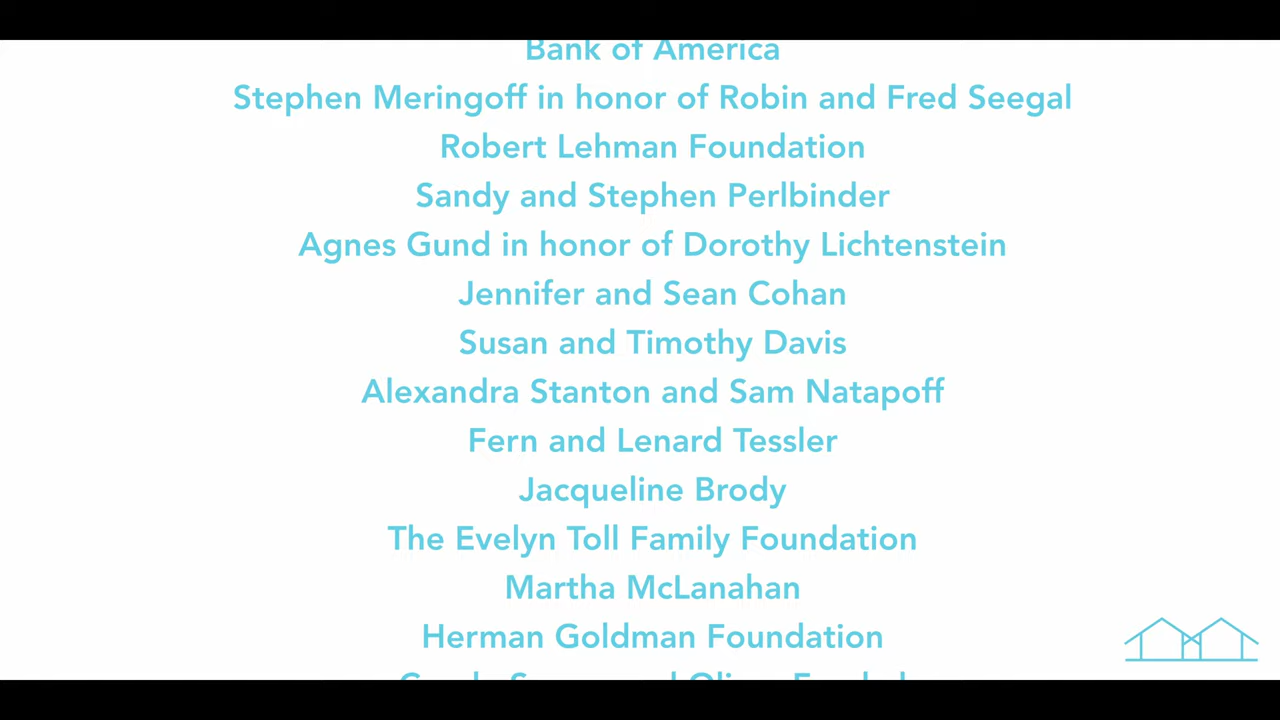 Bank of America
Stephen Meringoff in honor of Robin and Fred Seegal
Robert Lehman Foundation
Sandy and Stephen Perlbinder
Agnes Gund in honor of Dorothy Lichtenstein
Jennifer and Sean Cohan
Susan and Timothy Davis
Alexandra Stanton and Sam Natapoff
Fern and Lenard Tessler
Jacqueline Brody
The Evelyn Toll Family Foundation
Martha McLanahan
Herman Goldman Foundation